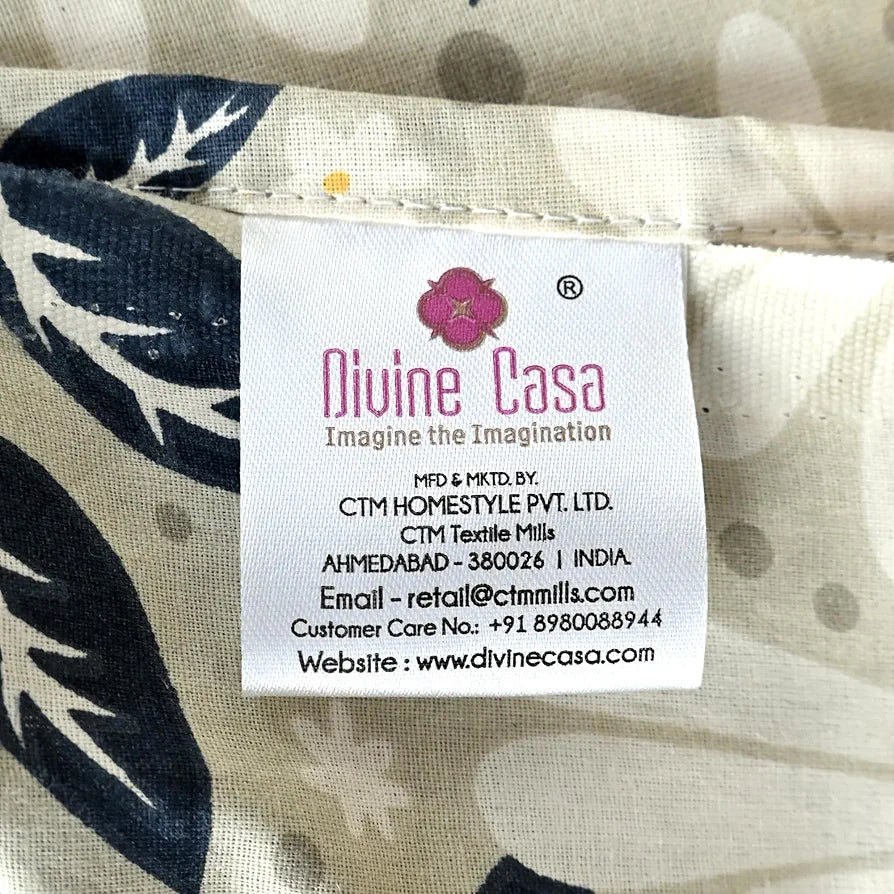 ®
Divine Casa
Imagine the Imagination
MFD & MKTD. BY.
CTM HOMESTYLE PVT. LTD.
CTM Textile Mills
AHMEDABAD - 380026 | INDIA.
Email - retail@ctmmills.com
Customer Care No.: +91 8980088944
Website : www.divinecasa.com